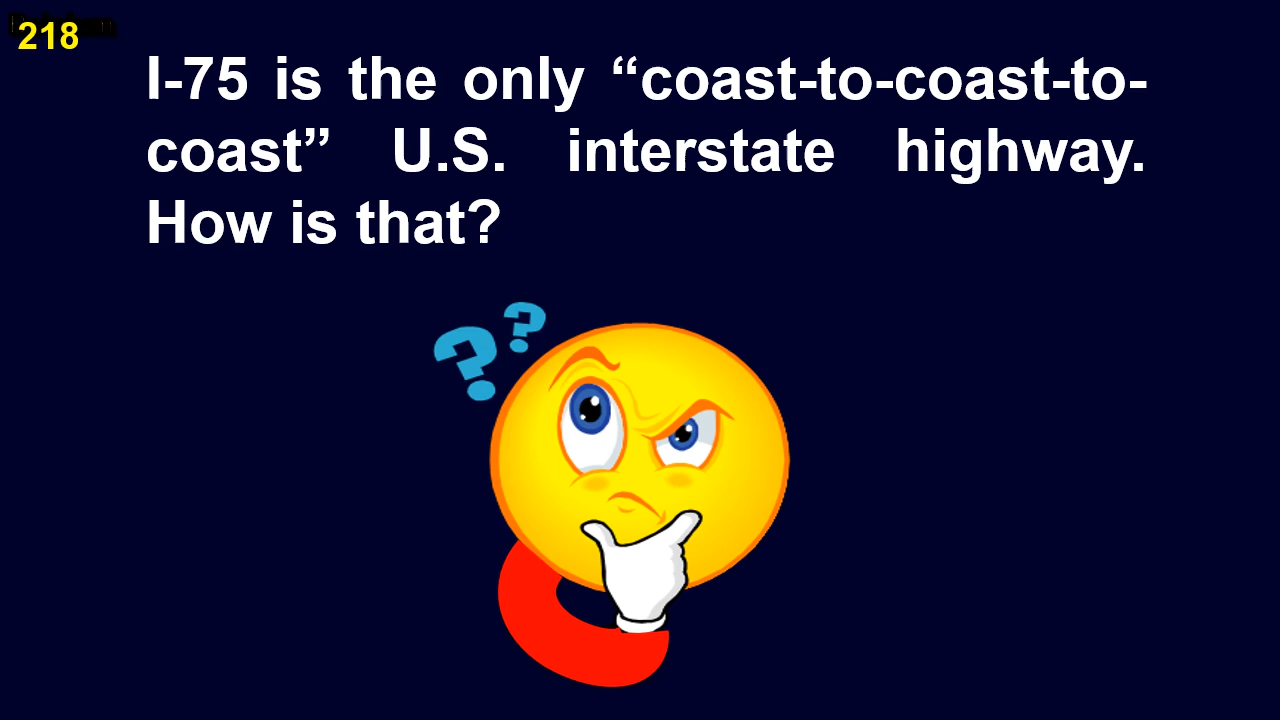 218
I-75 is the only “coast-to-coast-to-
coast” U.S. interstate highway.
How is that?
? ?